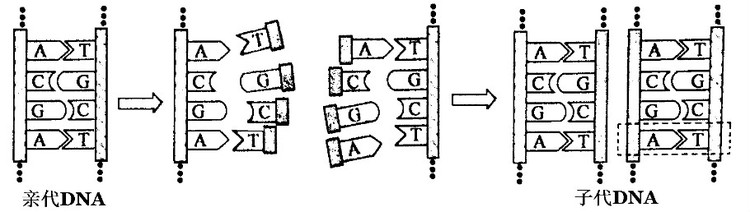 A T A T A T A T A T
C G C G C G C G C G
G C G C G C G C G C
A T A T A T A T A T
亲代DNA 子代DNA